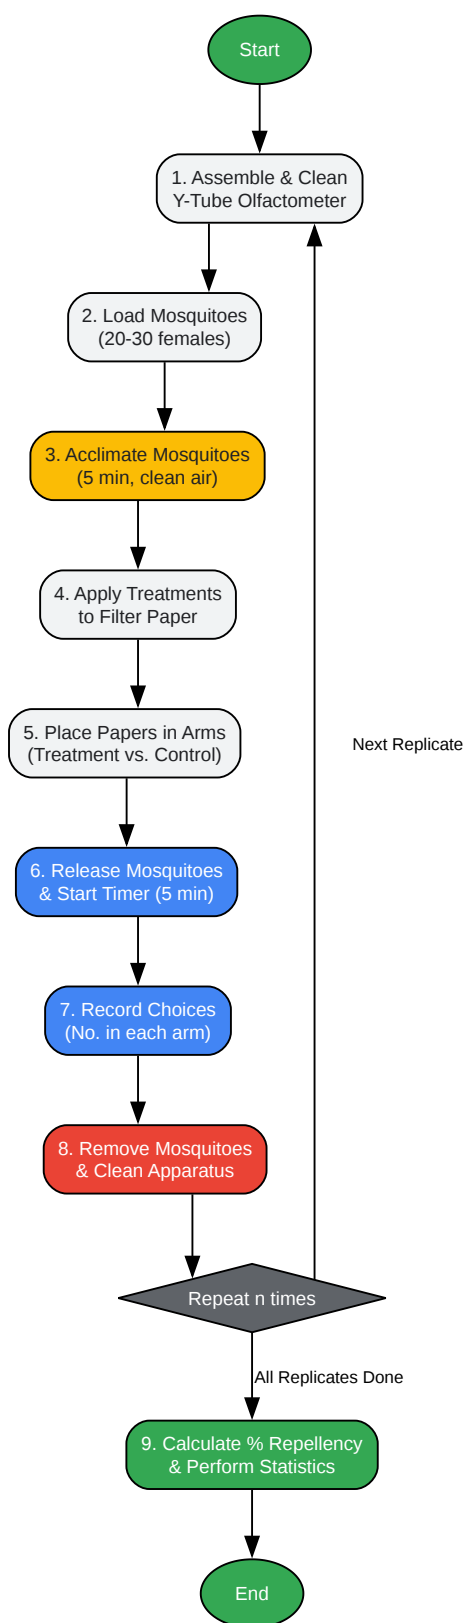 Start
1. Assemble & Clean
Y-Tube Olfactometer
2. Load Mosquitoes
(20-30 females)
3. Acclimate Mosquitoes
(5 min, clean air)
4. Apply Treatments
to Filter Paper
5. Place Papers in Arms
(Treatment vs. Control)
Next Replicate
6. Release Mosquitoes
& Start Timer (5 min)
7. Record Choices
(No. in each arm)
8. Remove Mosquitoes
& Clean Apparatus
Repeat n times
All Replicates Done
9. Calculate % Repellency
& Perform Statistics
End